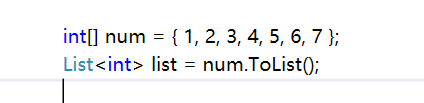 int[] num = { 1, 2, 3, 4, 5, 6, 7 };
List<int> list = num.ToList();